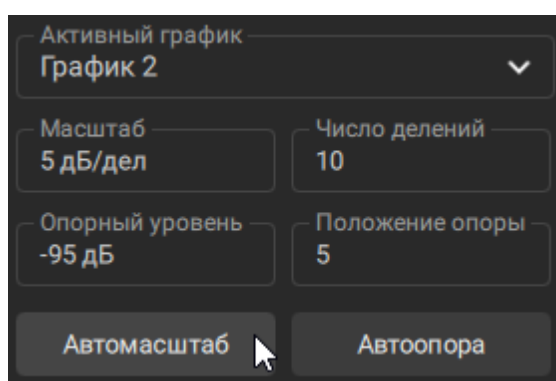 Активный график
График 2
Масштаб
5 дБ/дел
Число делений
10
Опорный уровень
-95 дБ
Положение опоры
5
Автомасштаб
Автоопора